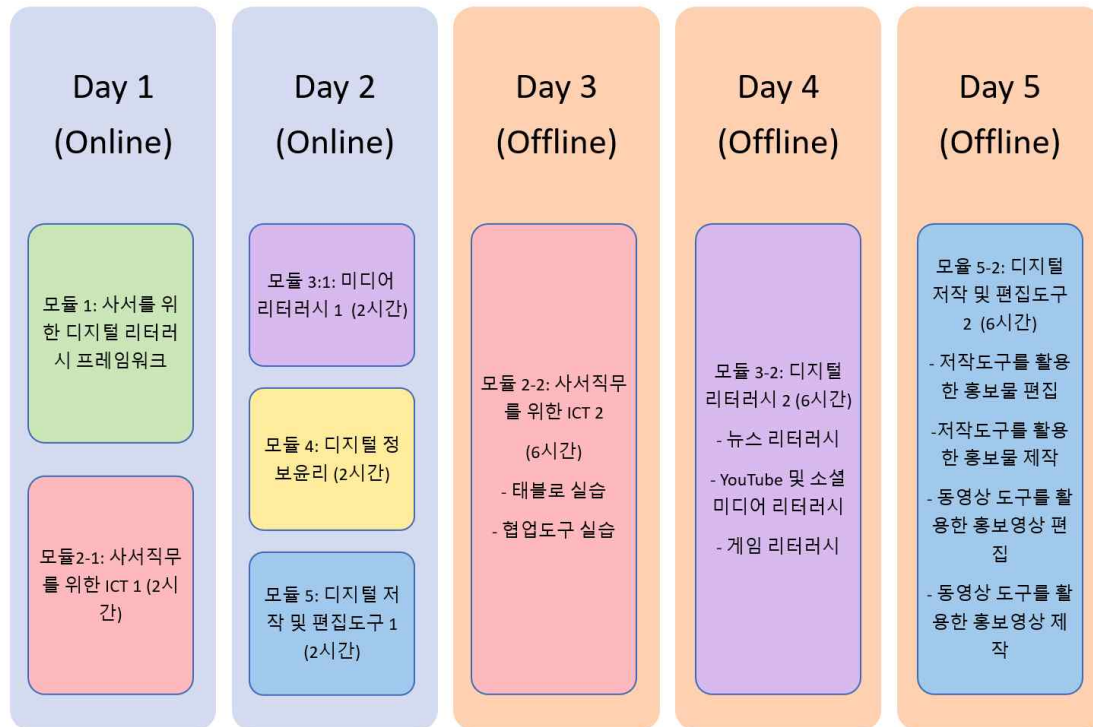 Day 1
(Online)
모듈 1: 사서를 위
한 디지털 리터러
시 프레임워크
모듈2-1: 사서직무
를 위한 ICT 1 (2시
간)
Day 2
(Online)
모듈 3:1: 미디어
리터러시 1 (2시간)
모듈 4: 디지털 정
보윤리 (2시간)
모듈 5: 디지털 저
작 및 편집도구 1
(2시간)
Day 3
(Offline)
모듈 2-2: 사서직무
를 위한 ICT 2
(6시간)
- 태블로 실습
- 협업도구 실습
Day 4
(Offline)
모듈 3-2: 디지털
리터러시 2 (6시간)
- 뉴스 리터러시
- YouTube 및 소셜
미디어 리터러시
- 게임 리터러시
Day 5
(Offline)
모율 5-2: 디지털
저작 및 편집도구
2 (6시간)
- 저작도구를 활용
한 홍보물 편집
-저작도구를 활용
한 홍보물 제작
- 동영상 도구를 활
용한 홍보영상 편
집
- 동영상 도구를 활
용한 홍보영상 제
작